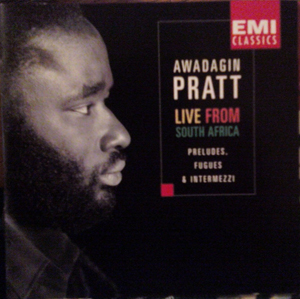 EMI
CLASSICS
AWADAGIN
PRATT
LIVE FROM
SOUTH AFRICA
PRELUDES,
FUGUES
& INTERMEZZI